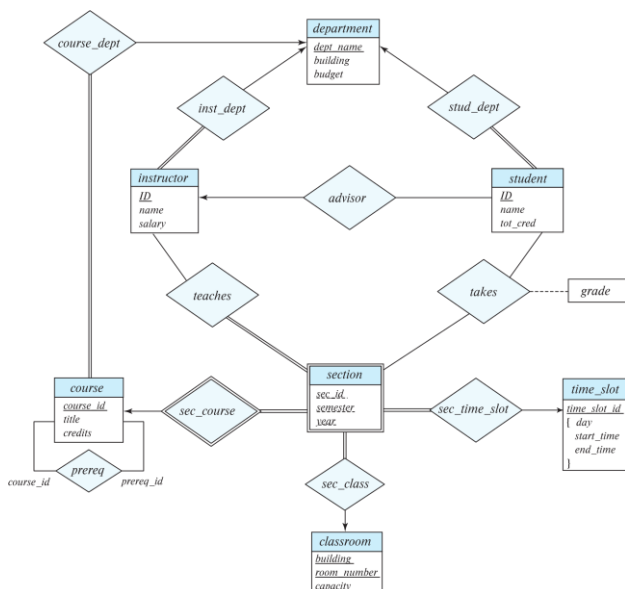 department
course_dept
dept_name
building
budget
inst_dept
stud_dept
instructor
ID
name
salary
advisor
student
ID
name
tot_cred
teaches
takes
grade
section
sec_id
semester
year
course
course_id
title
credits
sec_course
sec_time_slot
time_slot
time_slot_id
{ day
start_time
end_time
}
prereq
course_id
prereq_id
sec_class
classroom
building
room_number
capacity